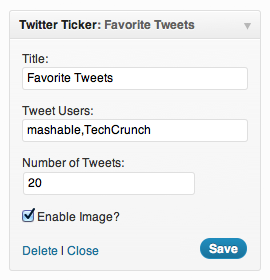 Twitter Ticker: Favorite Tweets
Title:
Favorite Tweets
Tweet Users:
mashable,TechCrunch
Number of Tweets:
20
Enable Image?
Delete | Close
Save